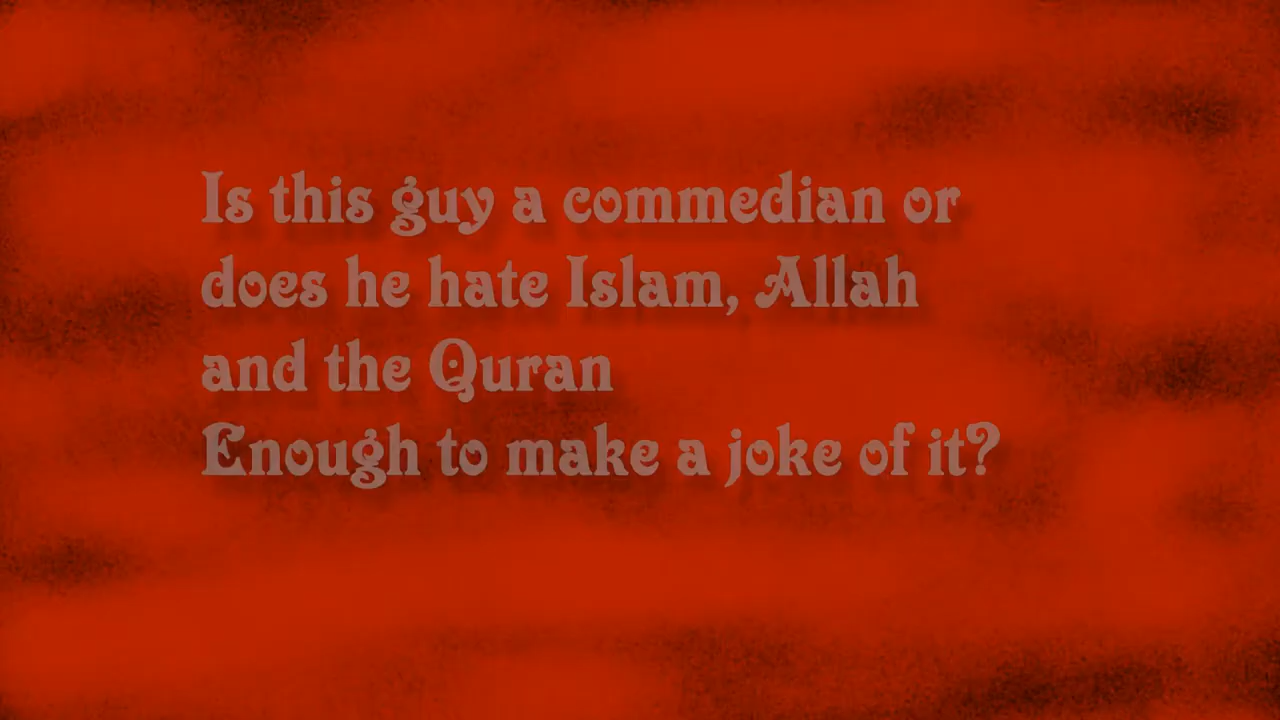 Is this guy a commedian or
does he hate Islam, Allah
and the Quran
Enough to make a joke of it?